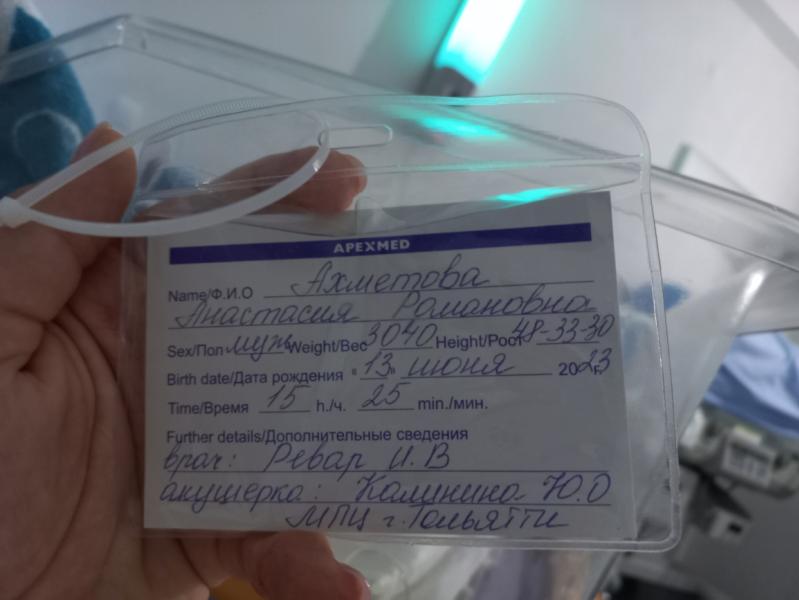 APEXMED
Name/Ф.И.О Ахметова
Анастасия Романовна
Sex/Пол муж Weight/Вес 3040 Height/Рост 48-33-30
Birth date/Дата рождения "13" июня 2023 г.
Time/Время 15 h./ч. 25 min./мин.
Further details/Дополнительные сведения
врач: Ревар И.В
акушерка: Калинина Ю.О
МПЦ г. Тольятти